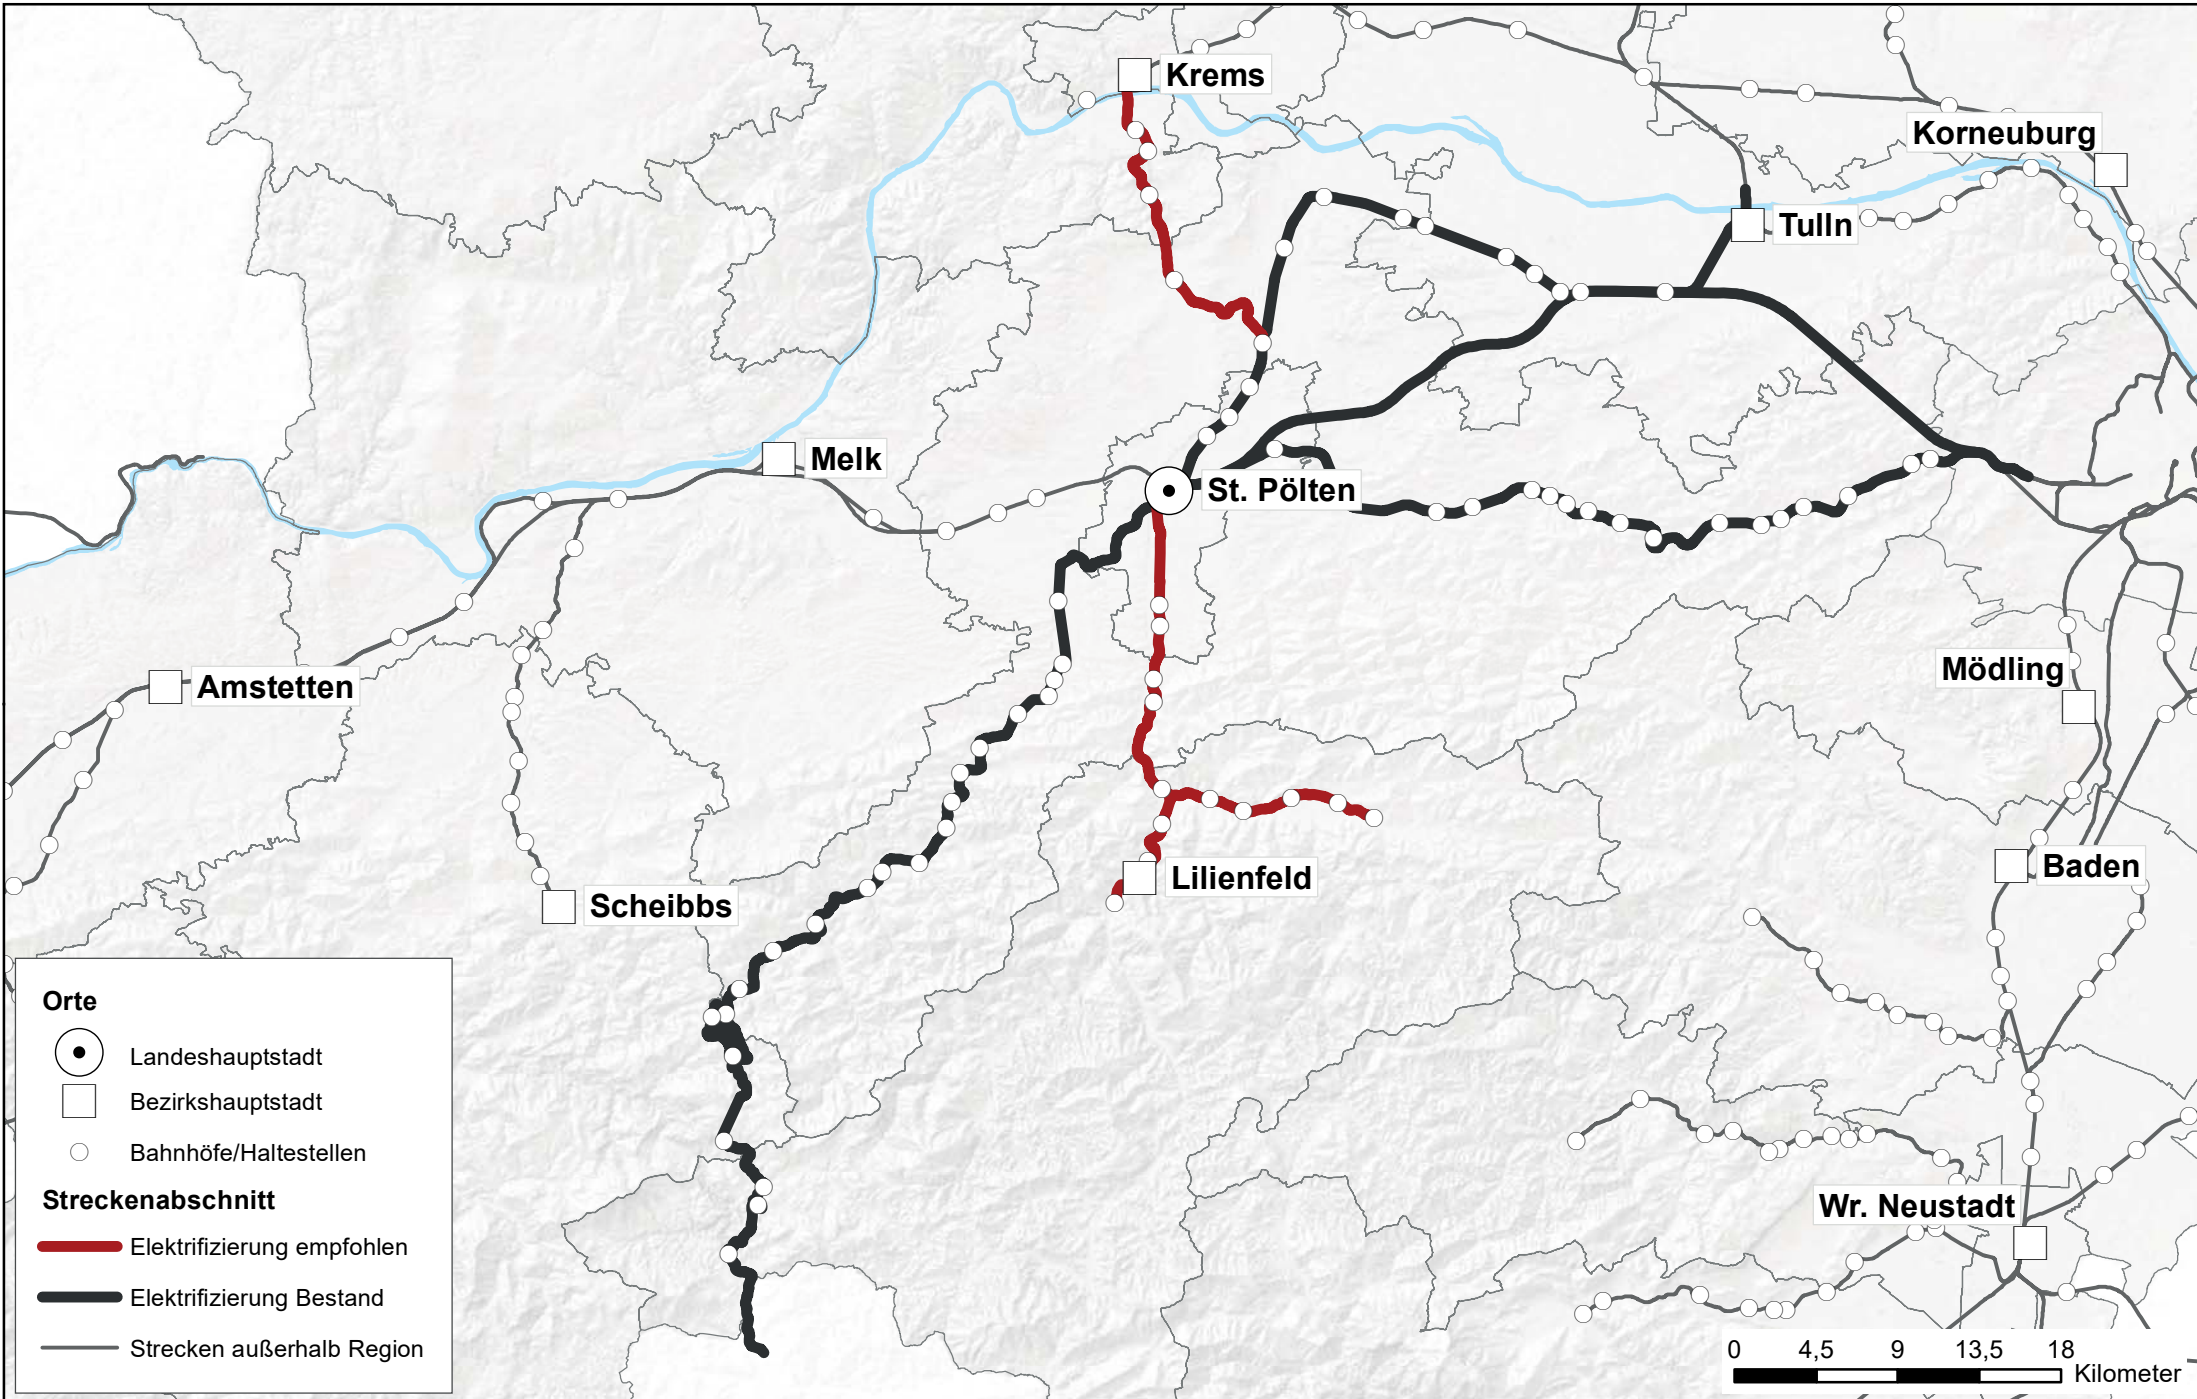 Krems
Korneuburg
Tulln
Melk
St. Pölten
Amstetten
Mödling
Baden
Lilienfeld
Scheibbs
Wr. Neustadt
Orte
Landeshauptstadt
Bezirkshauptstadt
Bahnhöfe/Haltestellen
Streckenabschnitt
Elektrifizierung empfohlen
Elektrifizierung Bestand
Strecken außerhalb Region
0 4,5 9 13,5 18
Kilometer